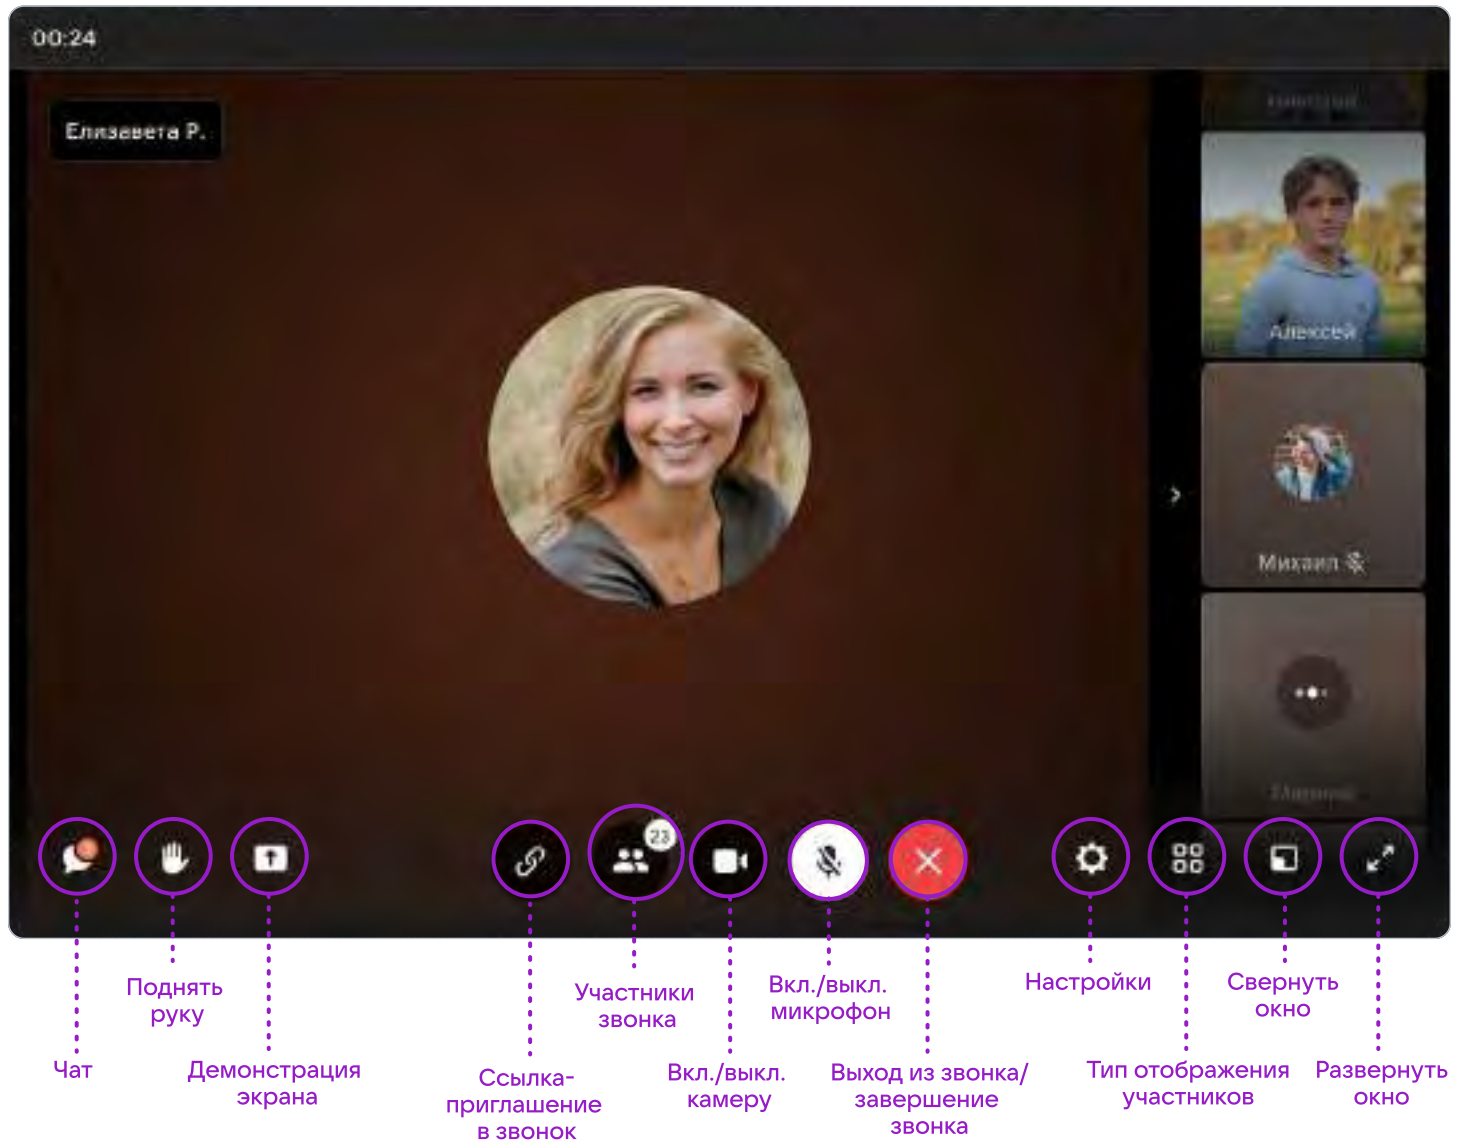 00:24
Елизавета Р.
Алексей
Михаил
23
Поднять
руку
Участники
звонка
Вкл./выкл.
микрофон
Настройки
Свернуть
окно
Чат
Демонстрация
экрана
Ссылка-
приглашение
в звонок
Вкл./выкл.
камеру
Выход из звонка/
завершение
звонка
Тип отображения
участников
Развернуть
окно